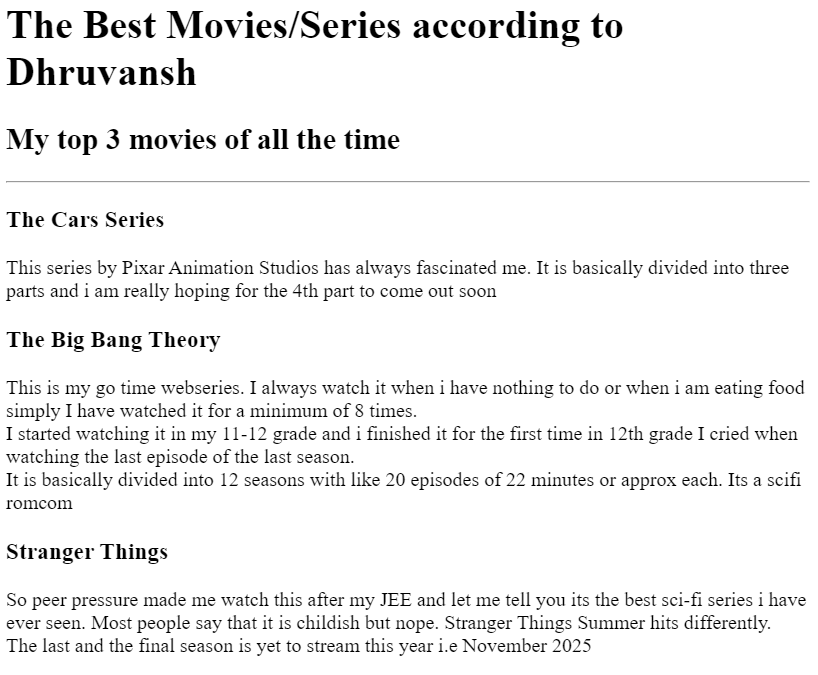 The Best Movies/Series according to
Dhruvansh
My top 3 movies of all the time
The Cars Series
This series by Pixar Animation Studios has always fascinated me. It is basically divided into three
parts and i am really hoping for the 4th part to come out soon
The Big Bang Theory
This is my go time webseries. I always watch it when i have nothing to do or when i am eating food
simply I have watched it for a minimum of 8 times.
I started watching it in my 11-12 grade and i finished it for the first time in 12th grade I cried when
watching the last episode of the last season.
It is basically divided into 12 seasons with like 20 episodes of 22 minutes or approx each. Its a scifi
romcom
Stranger Things
So peer pressure made me watch this after my JEE and let me tell you its the best sci-fi series i have
ever seen. Most people say that it is childish but nope. Stranger Things Summer hits differently.
The last and the final season is yet to stream this year i.e November 2025